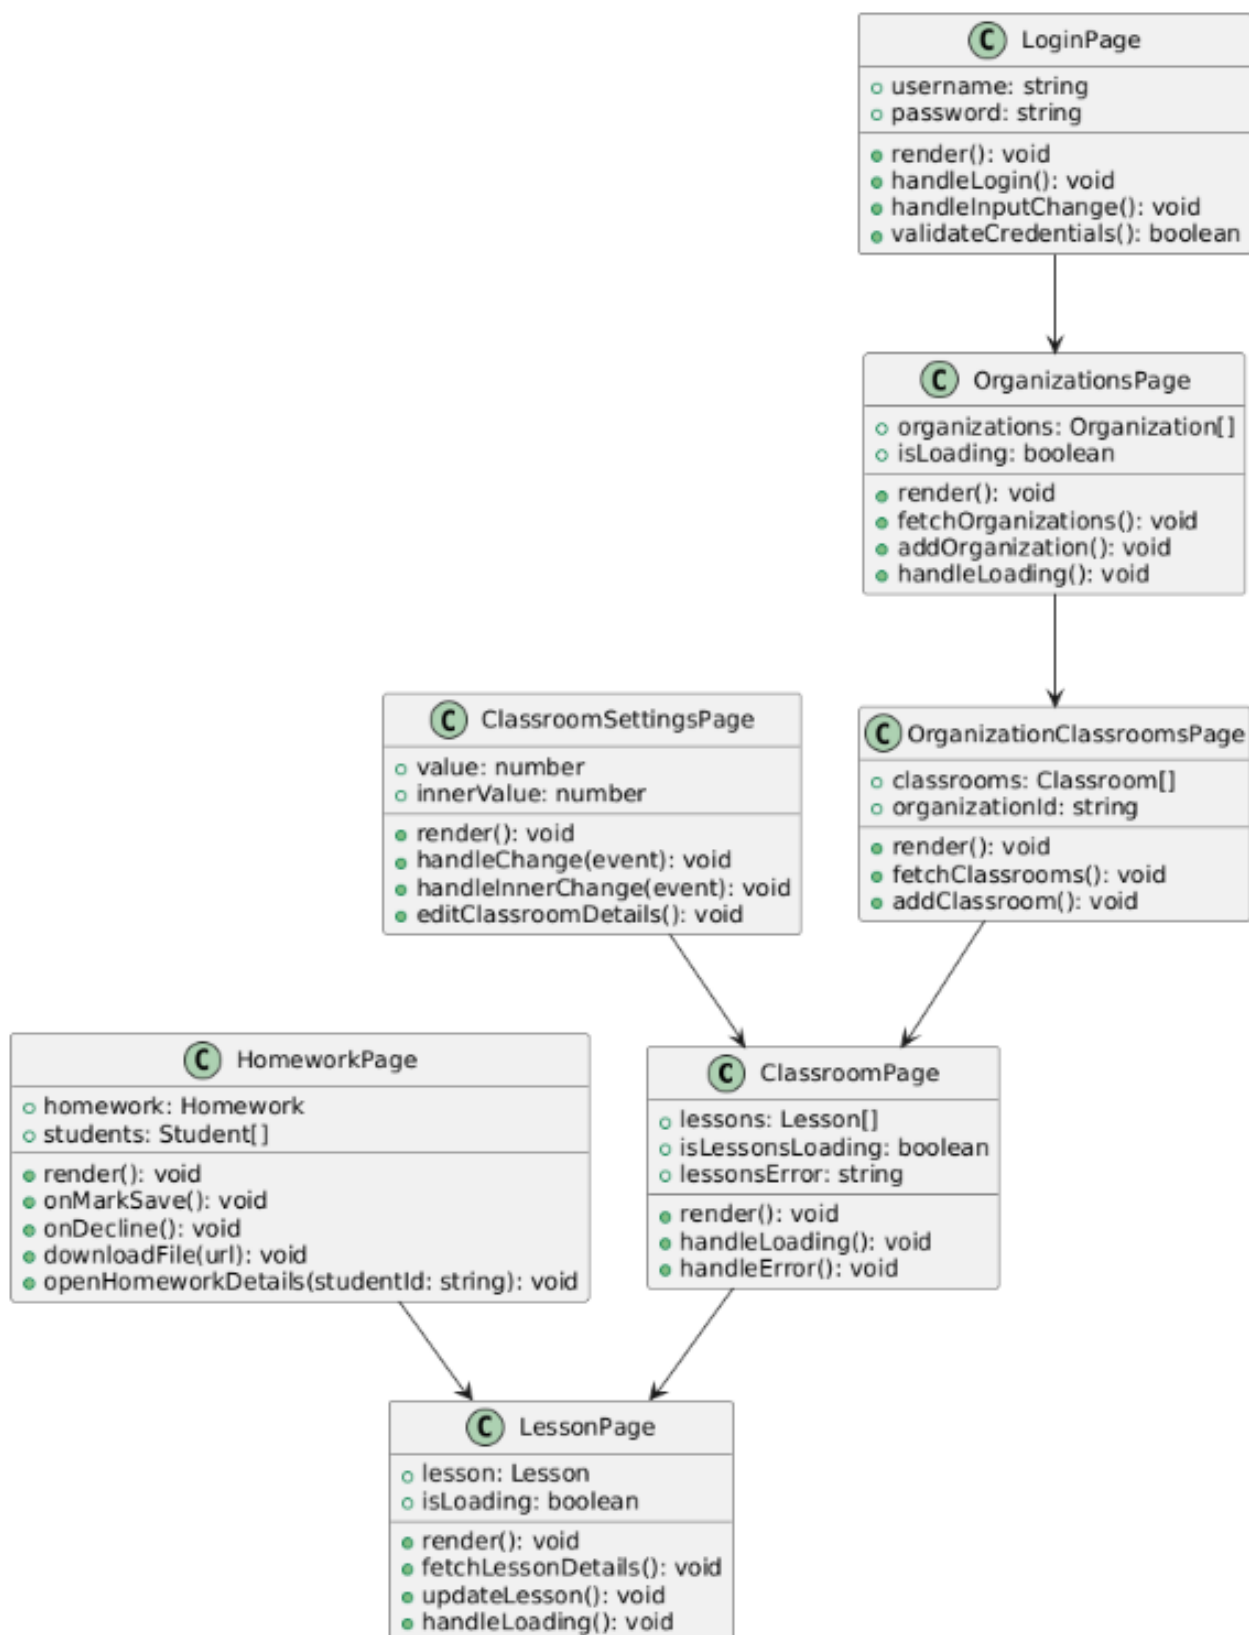 C LoginPage
username: string
password: string
render(): void
handleLogin(): void
handleInputChange(): void
validateCredentials(): boolean
C OrganizationsPage
organizations: Organization[]
isLoading: boolean
render(): void
fetchOrganizations(): void
addOrganization(): void
handleLoading(): void
C ClassroomSettingsPage
value: number
innerValue: number
render(): void
handleChange(event): void
handleInnerChange(event): void
editClassroomDetails(): void
C OrganizationClassroomsPage
classrooms: Classroom[]
organizationId: string
render(): void
fetchClassrooms(): void
addClassroom(): void
C HomeworkPage
homework: Homework
students: Student[]
render(): void
onMarkSave(): void
onDecline(): void
downloadFile(url): void
openHomeworkDetails(studentId: string): void
C ClassroomPage
lessons: Lesson[]
isLessonsLoading: boolean
lessonsError: string
render(): void
handleLoading(): void
handleError(): void
C LessonPage
lesson: Lesson
isLoading: boolean
render(): void
fetchLessonDetails(): void
updateLesson(): void
handleLoading(): void